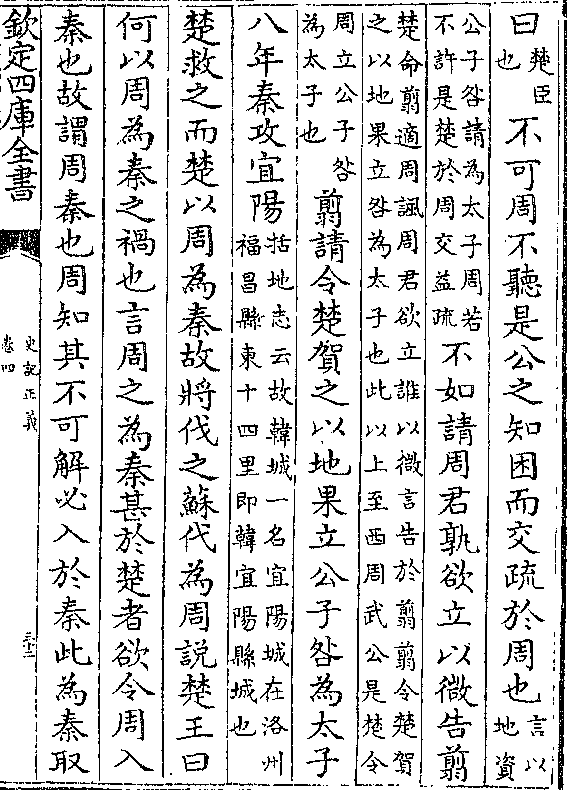 曰楚臣也不可周不聽是公之知困而交疏於周也言以地資
公子咎請為太子周若不許是楚於周交益疏不如請周君孰欲立以微告翦
楚命翦適周諷周君欲立誰以微言告於翦翦令楚賀之以地果立咎為太子也此以上至西周武公是楚令
周立公子咎為太子也翦請令楚賀之以地果立公子咎為太子
八年秦攻宜陽括地志云故韓城一名宜陽城在洛州福昌縣東十四里即韓宜陽縣城也
楚救之而楚以周為秦故將伐之蘇代為周說楚王曰
何以周為秦之禍也言周之為秦甚於楚者欲令周入
秦也故謂周秦也周知其不可解必入於秦此為秦取
欽定四庫全書
史記正義
卷四